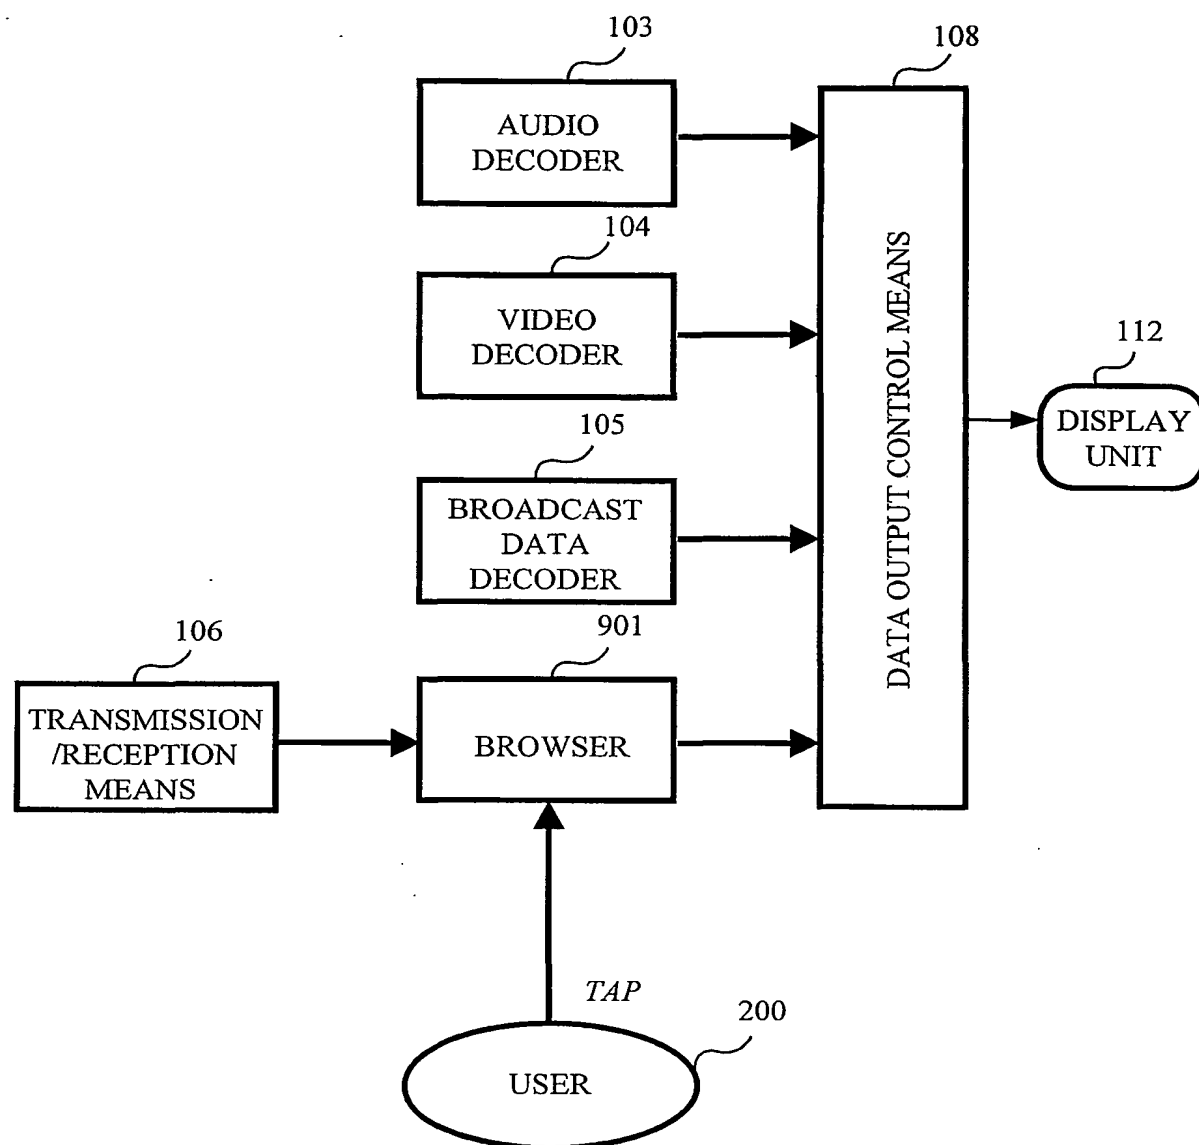 103
AUDIO
DECODER
108
104
VIDEO
DECODER
DATA OUTPUT CONTROL MEANS
112
DISPLAY
UNIT
105
BROADCAST
DATA
DECODER
106
TRANSMISSION
/RECEPTION
MEANS
901
BROWSER
TAP
200
USER